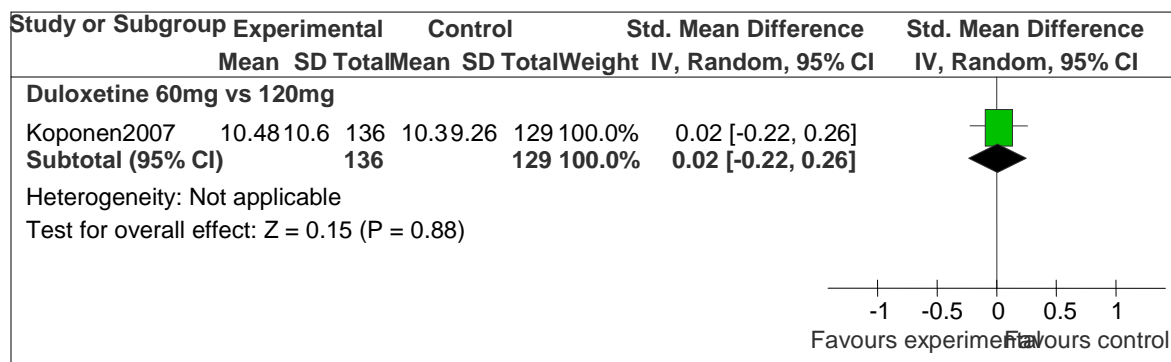 Study or Subgroup Experimental Control Std. Mean Difference Std. Mean Difference
Mean SD Total Mean SD Total Weight IV, Random, 95% CI IV, Random, 95% CI
Duloxetine 60mg vs 120mg
Koponen2007 10.48 10.6 136 10.3 9.26 129 100.0% 0.02 [-0.22, 0.26]
Subtotal (95% CI) 136 129 100.0% 0.02 [-0.22, 0.26]
Heterogeneity: Not applicable
Test for overall effect: Z = 0.15 (P = 0.88)
-1 -0.5 0 0.5 1
Favours experimental Favours control